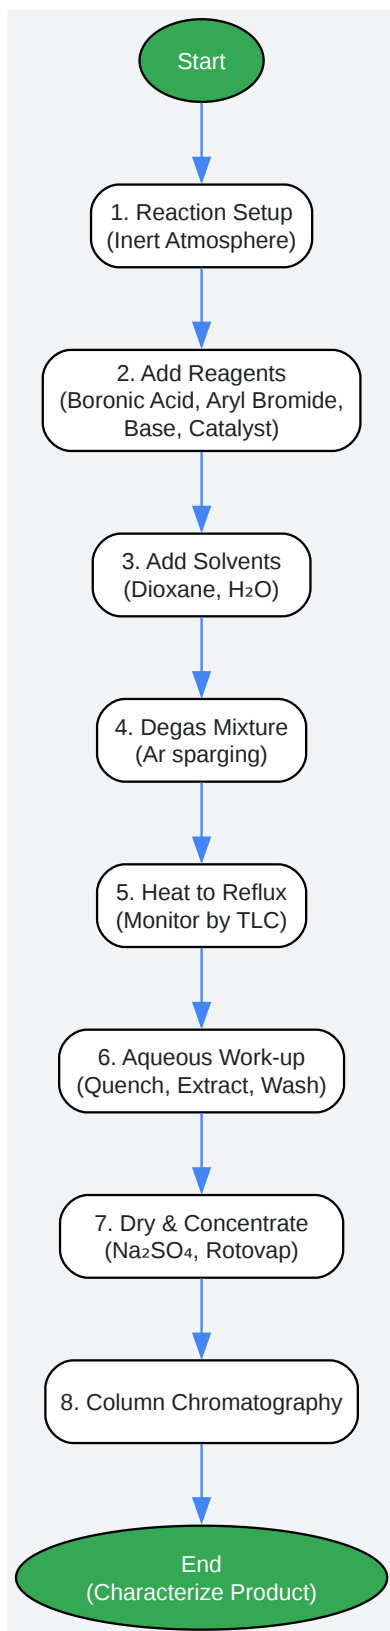 Start
1. Reaction Setup
(Inert Atmosphere)
2. Add Reagents
(Boronic Acid, Aryl Bromide,
Base, Catalyst)
3. Add Solvents
(Dioxane, H₂O)
4. Degas Mixture
(Ar sparging)
5. Heat to Reflux
(Monitor by TLC)
6. Aqueous Work-up
(Quench, Extract, Wash)
7. Dry & Concentrate
(Na₂SO₄, Rotovap)
8. Column Chromatography
End
(Characterize Product)